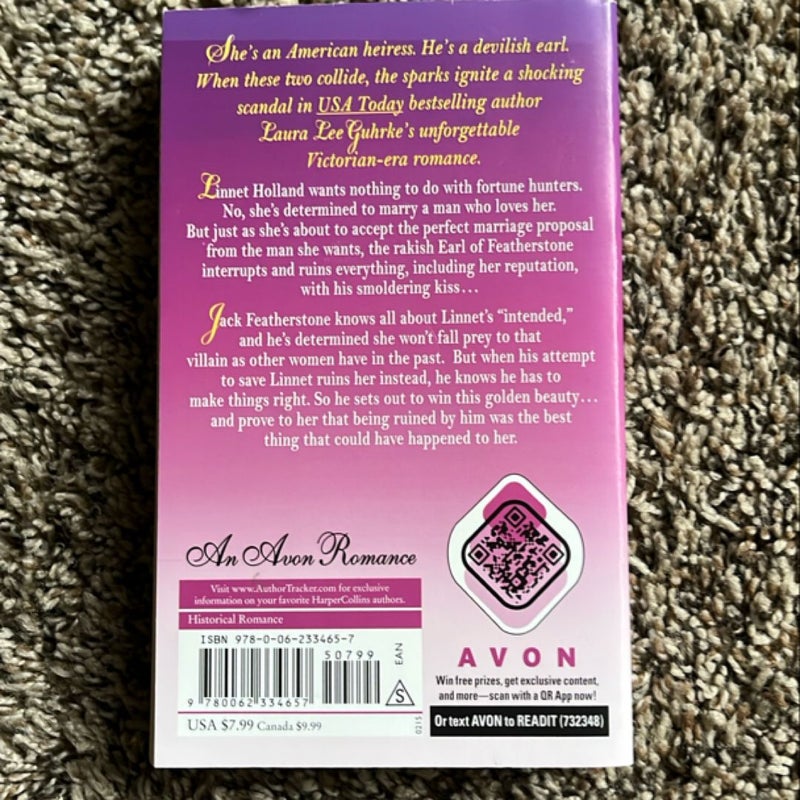 She's an American heiress. He's a devilish earl.
When these two collide, the sparks ignite a shocking
scandal in USA Today bestselling author
Laura Lee Guhrke's unforgettable
Victorian-era romance.
Linnet Holland wants nothing to do with fortune hunters.
No, she's determined to marry a man who loves her.
But just as she's about to accept the perfect marriage proposal
from the man she wants, the rakish Earl of Featherstone
interrupts and ruins everything, including her reputation,
with his smoldering kiss...
Jack Featherstone knows all about Linnet's "intended,"
and he's determined she won't fall prey to that
villain as other women have in the past. But when his attempt
to save Linnet ruins her instead, he knows he has to
make things right. So he sets out to win this golden beauty...
and prove to her that being ruined by him was the best
thing that could have happened to her.
An Avon Romance
Visit www.AuthorTracker.com for exclusive
information on your favorite HarperCollins authors.
Historical Romance
ISBN 978-0-06-233465-7
50799
EAN
9 780062 334657
S
USA $7.99 Canada $9.99
0215
AVON
Win free prizes, get exclusive content,
and more—scan with a QR App now!
Or text AVON to READIT (732348)